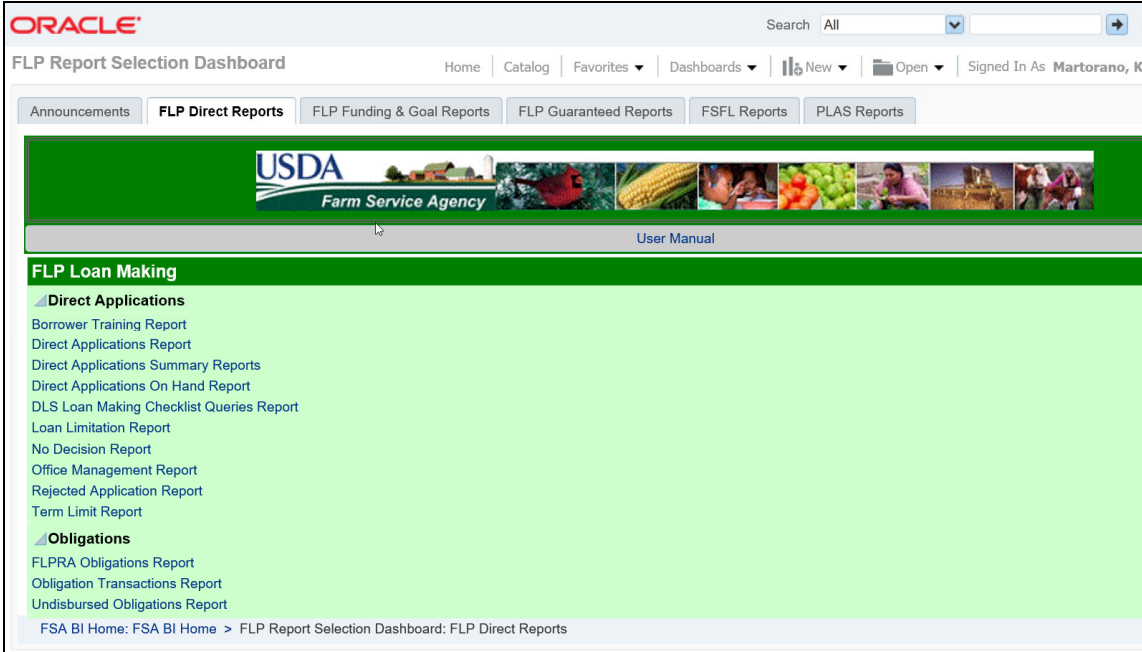 ORACLE
Search All
FLP Report Selection Dashboard Home Catalog Favorites Dashboards New Open Signed In As Martorano, K
Announcements FLP Direct Reports FLP Funding & Goal Reports FLP Guaranteed Reports FSFL Reports PLAS Reports
USDA
Farm Service Agency
User Manual
FLP Loan Making
Direct Applications
Borrower Training Report
Direct Applications Report
Direct Applications Summary Reports
Direct Applications On Hand Report
DLS Loan Making Checklist Queries Report
Loan Limitation Report
No Decision Report
Office Management Report
Rejected Application Report
Term Limit Report
Obligations
FLPRA Obligations Report
Obligation Transactions Report
Undisbursed Obligations Report
FSA BI Home: FSA BI Home > FLP Report Selection Dashboard: FLP Direct Reports